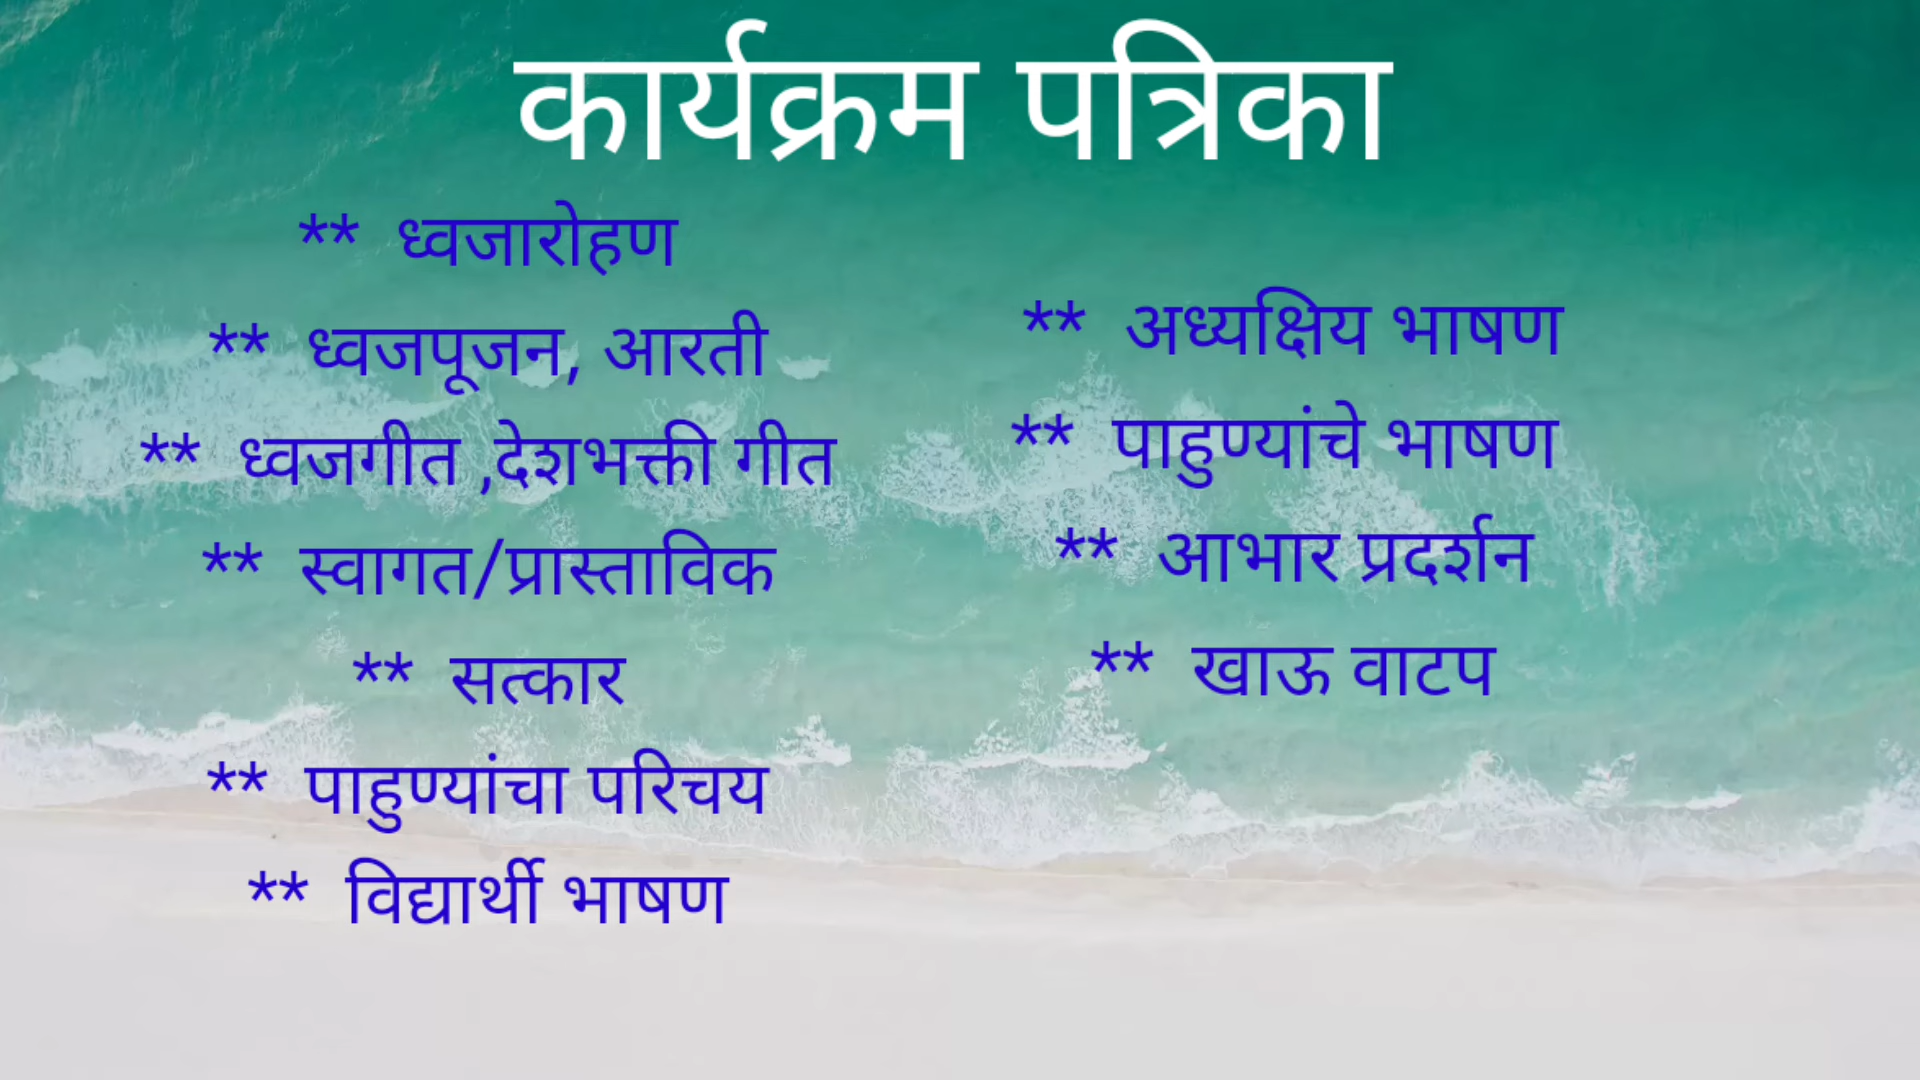 कार्यक्रम पत्रिका
** ध्वजारोहण
** ध्वजपूजन, आरती
** ध्वजगीत ,देशभक्ती गीत
** स्वागत/प्रास्ताविक
** सत्कार
** पाहुण्यांचा परिचय
** विद्यार्थी भाषण
** अध्यक्षिय भाषण
** पाहुण्यांचे भाषण
** आभार प्रदर्शन
** खाऊ वाटप